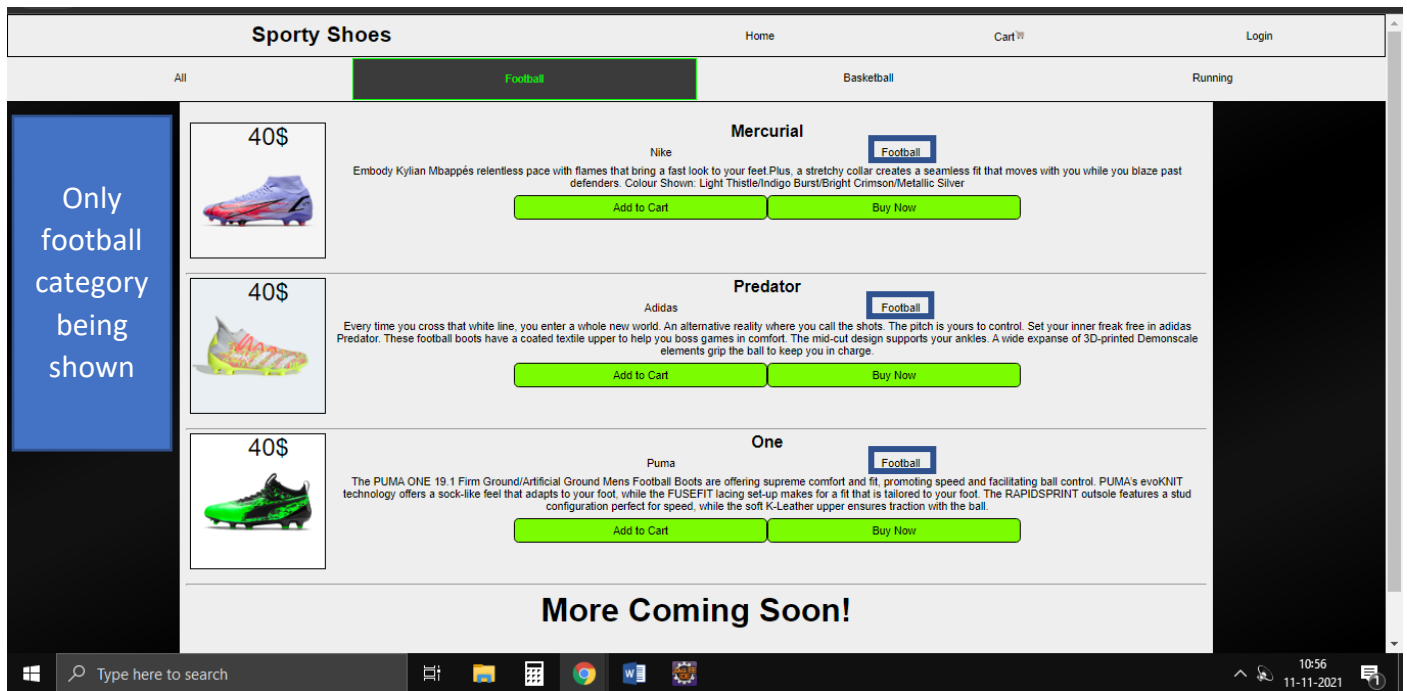 Sporty Shoes
Home
Cart
Login
All
Football
Basketball
Running
Only
football
category
being
shown
40$
Mercurial
Nike
Football
Embody Kylian Mbappés relentless pace with flames that bring a fast look to your feet.Plus, a stretchy collar creates a seamless fit that moves with you while you blaze past
defenders. Colour Shown: Light Thistle/Indigo Burst/Bright Crimson/Metallic Silver
Add to Cart
Buy Now
40$
Predator
Adidas
Football
Every time you cross that white line, you enter a whole new world. An alternative reality where you call the shots. The pitch is yours to control. Set your inner freak free in adidas
Predator. These football boots have a coated textile upper to help you boss games in comfort. The mid-cut design supports your ankles. A wide expanse of 3D-printed Demonscale
elements grip the ball to keep you in charge.
Add to Cart
Buy Now
40$
One
Puma
Football
The PUMA ONE 19.1 Firm Ground/Artificial Ground Mens Football Boots are offering supreme comfort and fit, promoting speed and facilitating ball control. PUMA's evoKNIT
technology offers a sock-like feel that adapts to your foot, while the FUSEFIT lacing set-up makes for a fit that is tailored to your foot. The RAPIDSPRINT outsole features a stud
configuration perfect for speed, while the soft K-Leather upper ensures traction with the ball.
Add to Cart
Buy Now
More Coming Soon!
Type here to search
10:56
11-11-2021
1